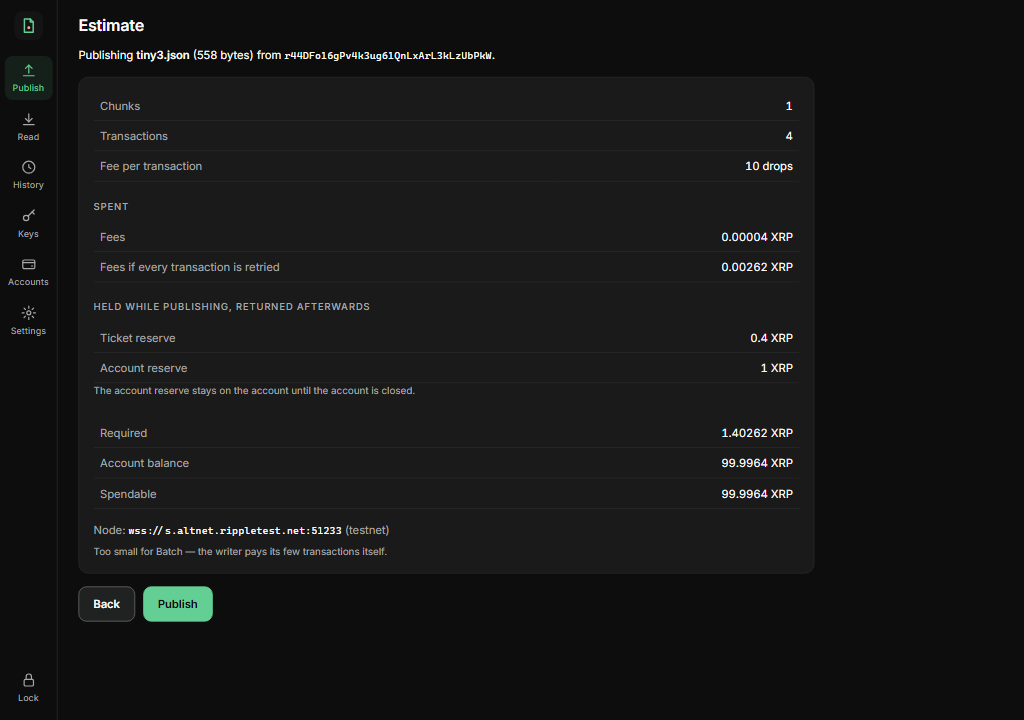 Estimate
Publishing tiny3.json (558 bytes) from r44DFo16gPv4k3ug61QnLxArL3kLzUbPkW.
Publish
Read
History
Keys
Accounts
Settings
Lock
Chunks 1
Transactions 4
Fee per transaction 10 drops
SPENT
Fees 0.00004 XRP
Fees if every transaction is retried 0.00262 XRP
HELD WHILE PUBLISHING, RETURNED AFTERWARDS
Ticket reserve 0.4 XRP
Account reserve 1 XRP
The account reserve stays on the account until the account is closed.
Required 1.40262 XRP
Account balance 99.9964 XRP
Spendable 99.9964 XRP
Node: wss://s.altnet.rippletest.net:51233 (testnet)
Too small for Batch — the writer pays its few transactions itself.
Back
Publish